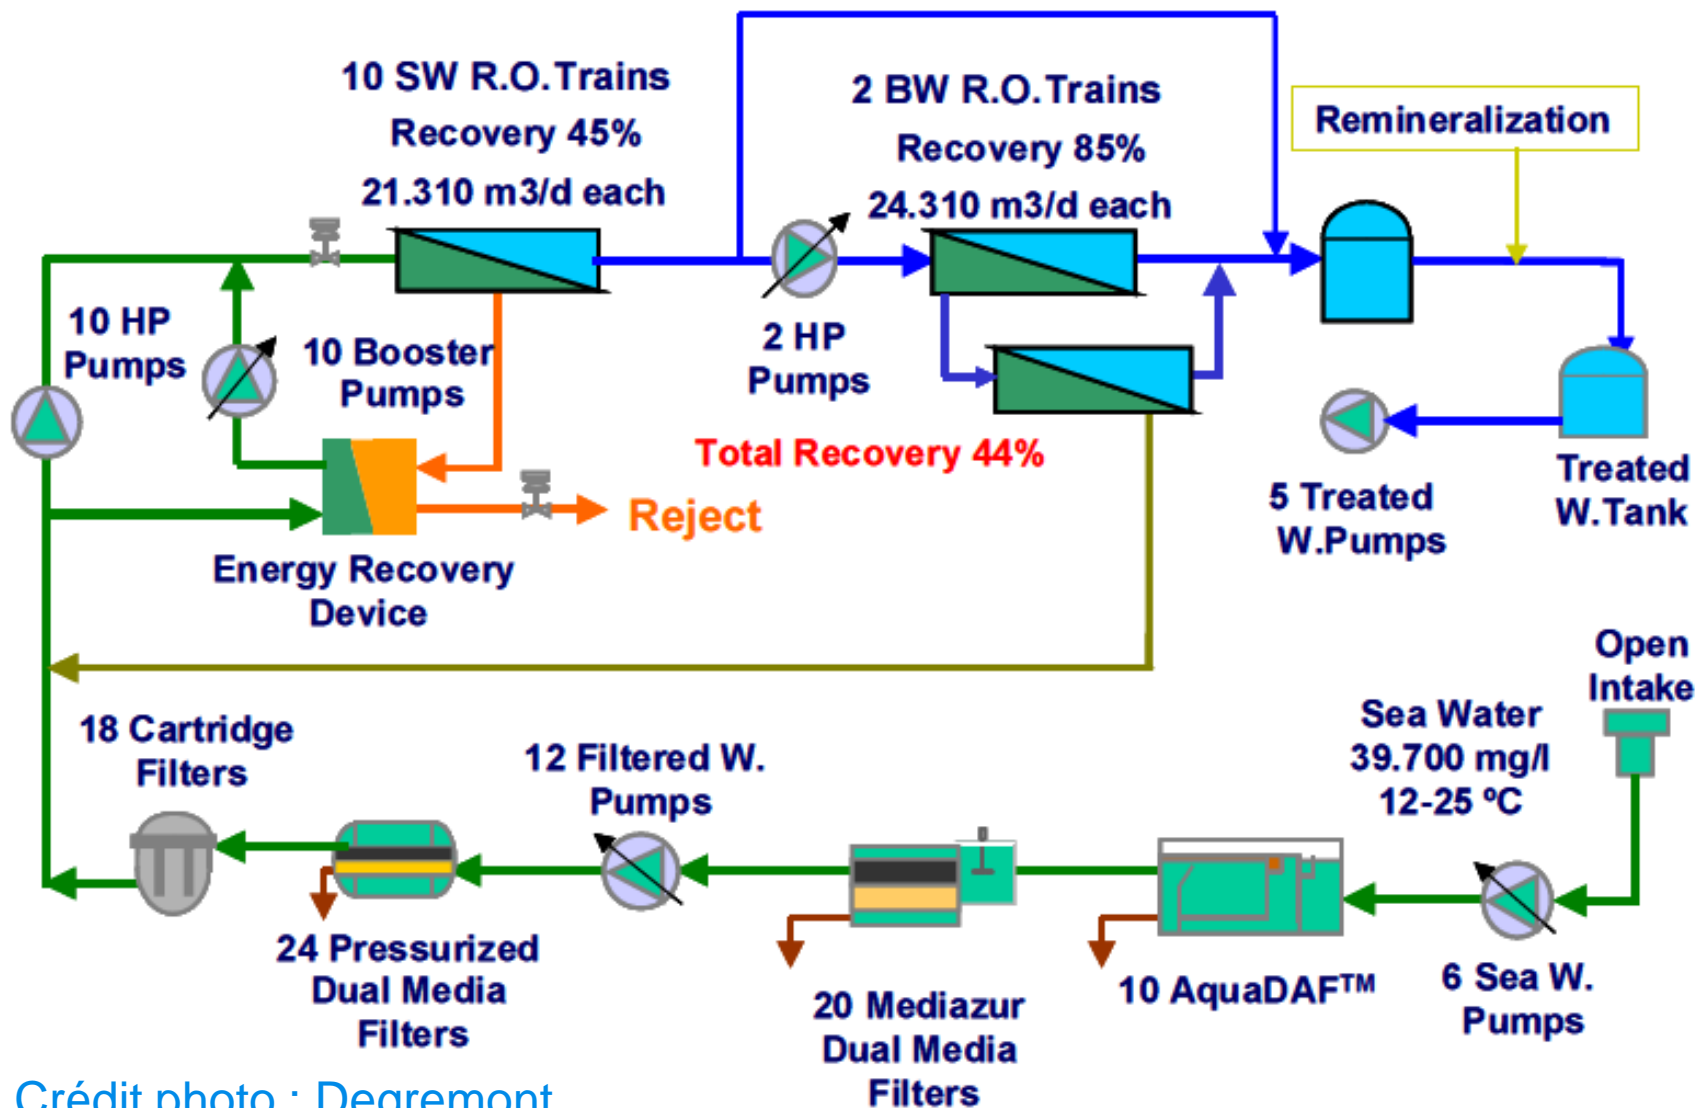 10 SW R.O.Trains
Recovery 45%
21.310 m3/d each
2 BW R.O.Trains
Recovery 85%
24.310 m3/d each
Remineralization
10 HP
Pumps
10 Booster
Pumps
2 HP
Pumps
Total Recovery 44%
Reject
Energy Recovery
Device
5 Treated
W.Pumps
Treated
W.Tank
Open
Intake
Sea Water
39.700 mg/l
12-25 ºC
18 Cartridge
Filters
12 Filtered W.
Pumps
24 Pressurized
Dual Media
Filters
20 Mediazur
Dual Media
Filters
10 AquaDAF™
6 Sea W.
Pumps
Crédit photo : Degremont